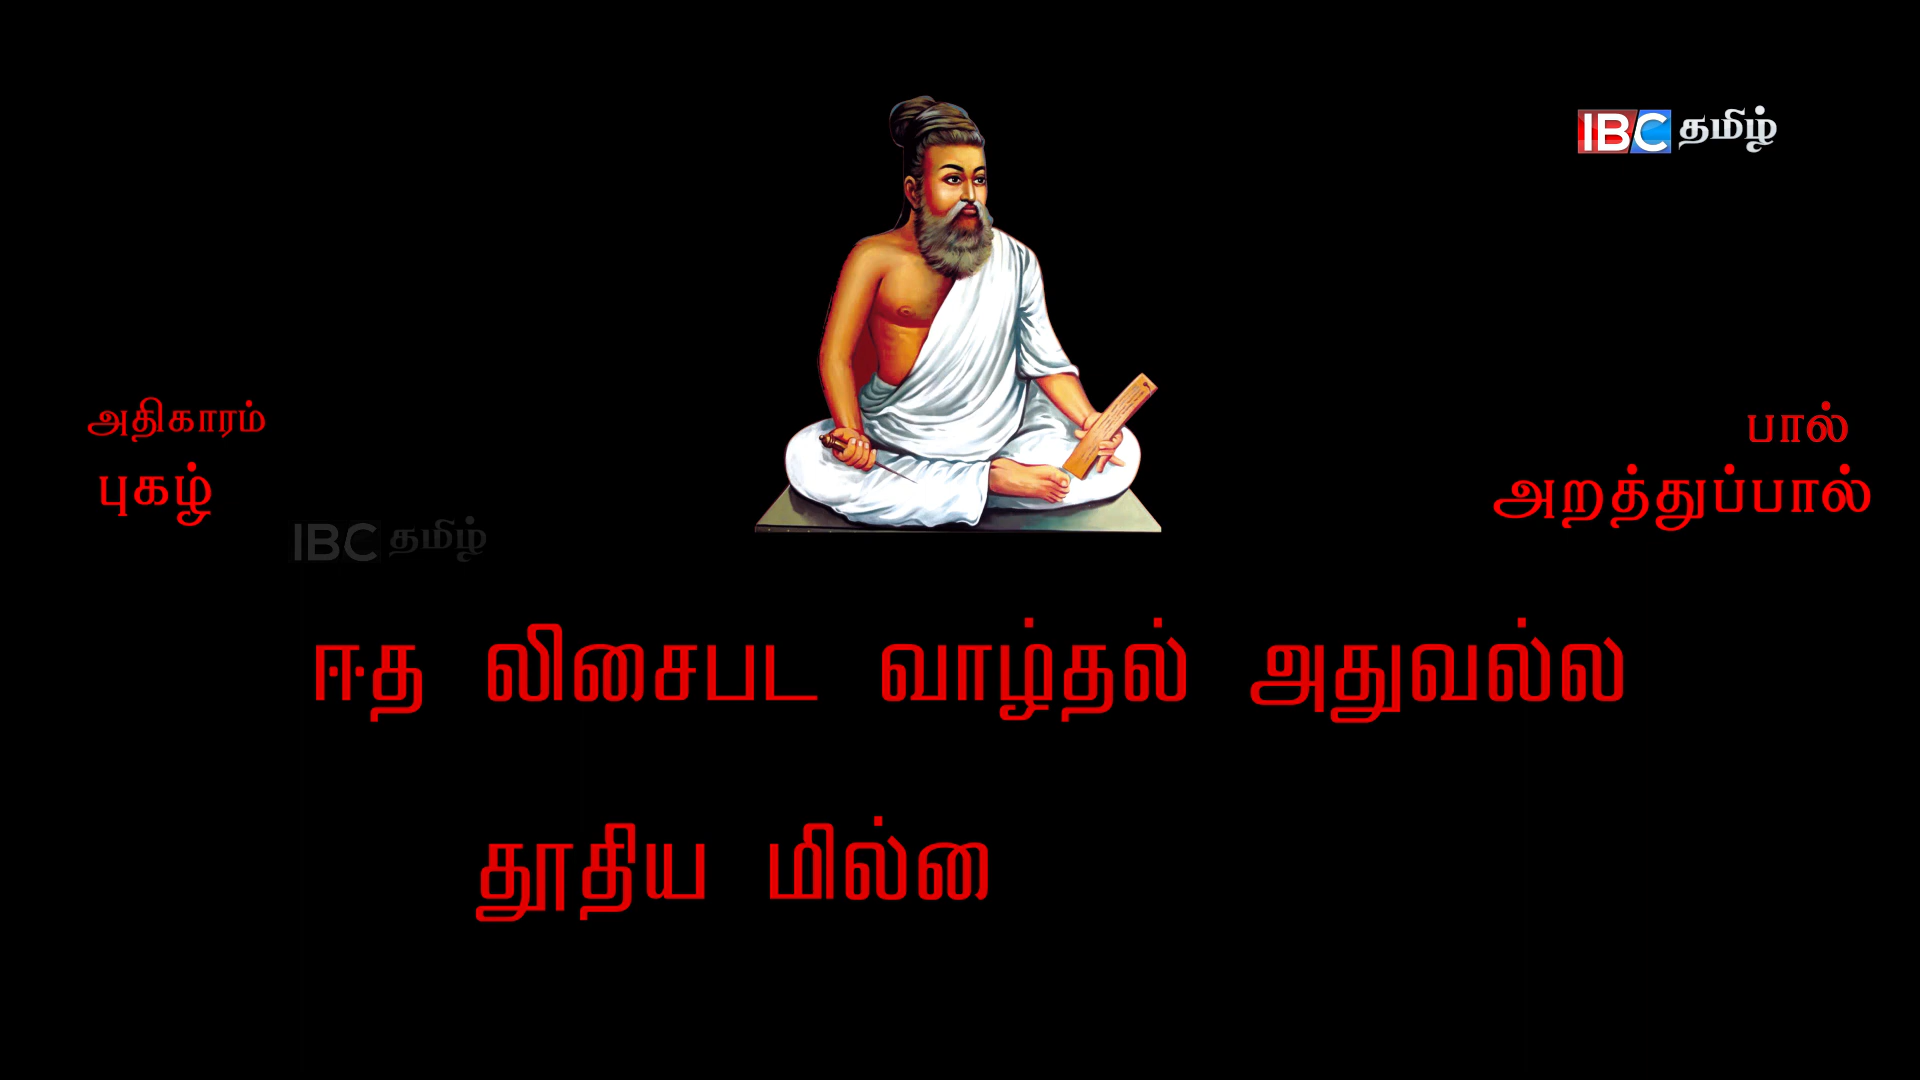 IBC தமிழ்
அதிகாரம்
புகழ்
பால்
அறத்துப்பால்
IBC தமிழ்
ஈத லிசைபட வாழ்தல் அதுவல்ல
தூதிய மில்லை